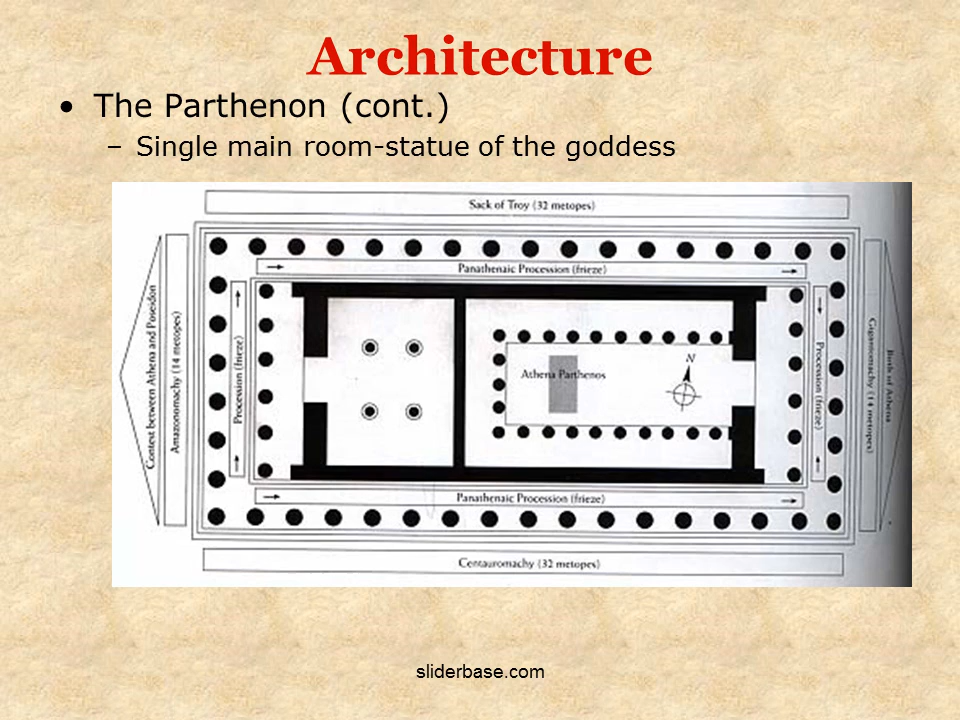 Architecture
• The Parthenon (cont.)
– Single main room-statue of the goddess
Sack of Troy (32 metopes)
Panathenaic Procession (frieze)
Contest between Athena and Poseidon
Amazonomachy (14 metopes)
Procession (frieze)
Athena Parthenos
N
Procession (frieze)
Gigantomachy (14 metopes)
Birth of Athena
Panathenaic Procession (frieze)
Centauromachy (32 metopes)
sliderbase.com